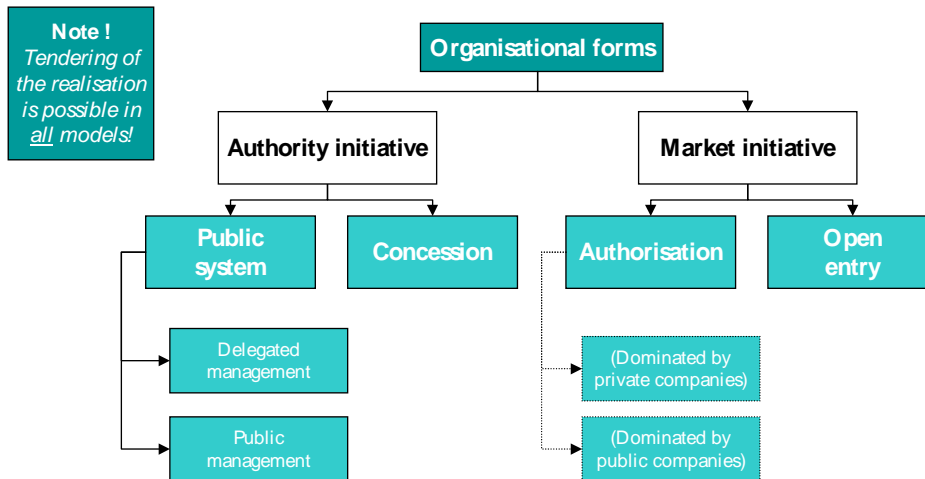 Note !
Tendering of
the realisation
is possible in
all models!
Organisational forms
Authority initiative
Market initiative
Public
system
Concession
Authorisation
Open
entry
Delegated
management
(Dominated by
private companies)
Public
management
(Dominated by
public companies)